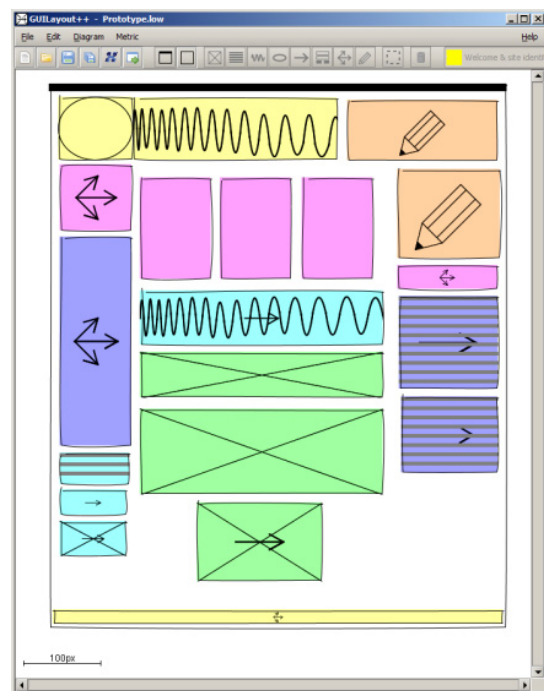 GUILayout++ - Prototype.low
File Edit Diagram Metric Help
Welcome & site identi
100px